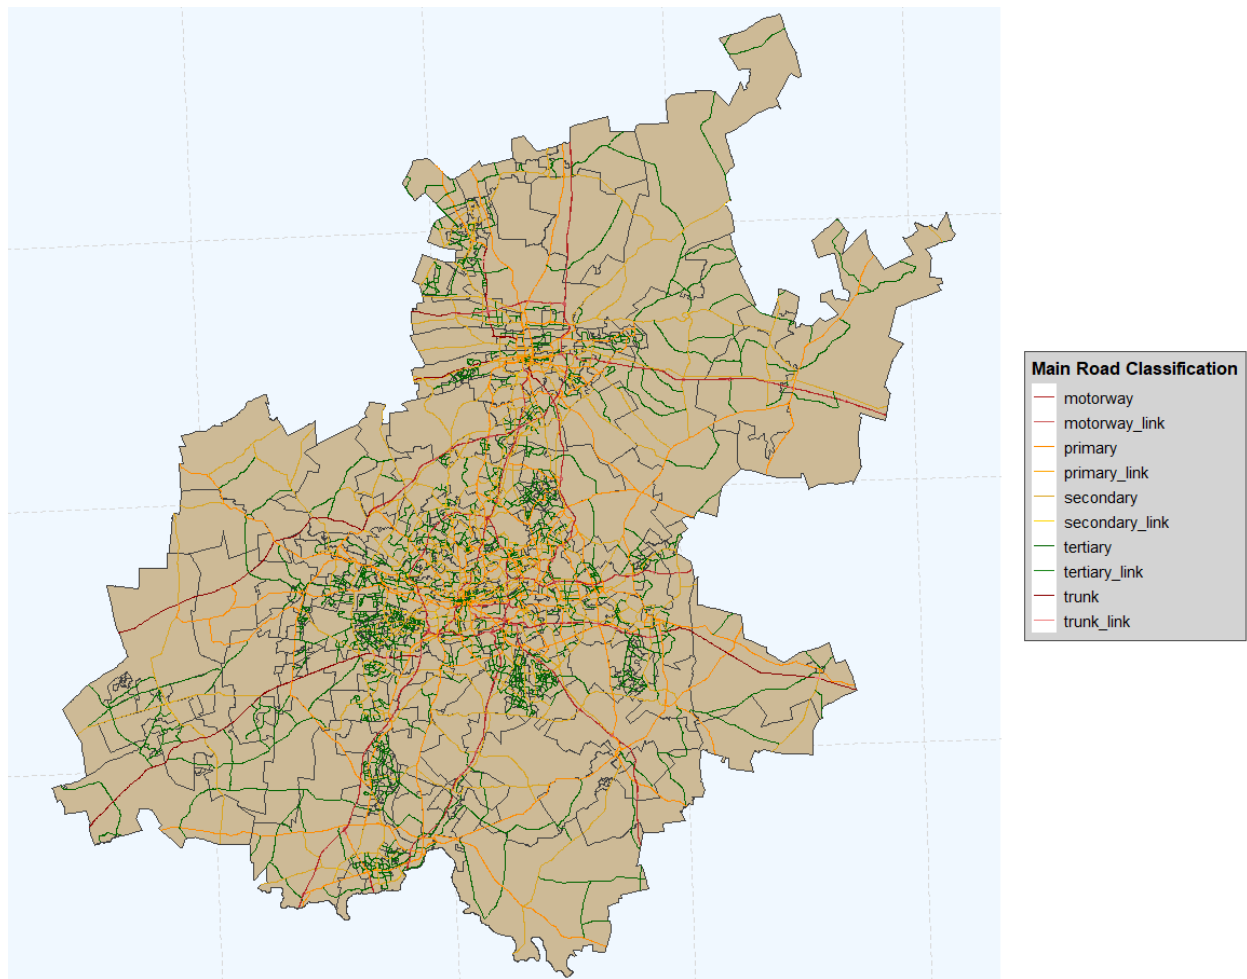 Main Road Classification
motorway
motorway_link
primary
primary_link
secondary
secondary_link
tertiary
tertiary_link
trunk
trunk_link